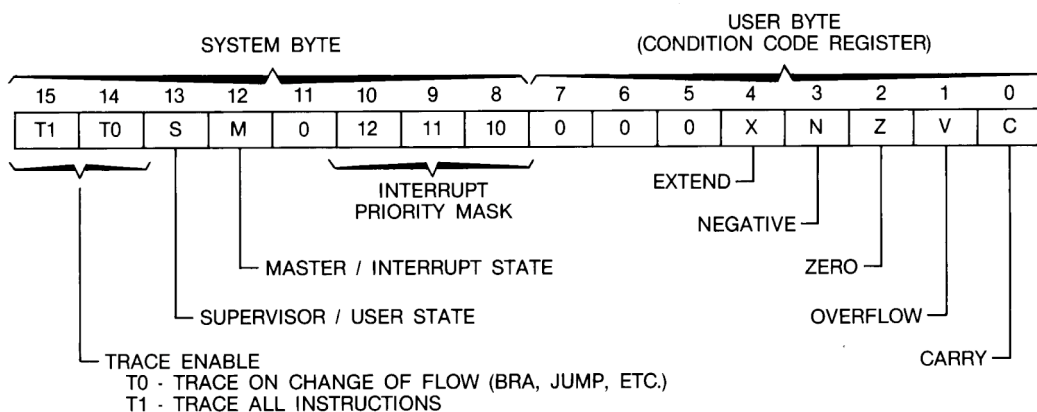 USER BYTE
SYSTEM BYTE (CONDITION CODE REGISTER)
15 14 13 12 11 10 9 8 7 6 5 4 3 2 1 0
T1 T0 S M 0 12 11 10 0 0 0 X N Z V C
INTERRUPT
PRIORITY MASK
EXTEND
NEGATIVE
MASTER / INTERRUPT STATE
ZERO
SUPERVISOR / USER STATE
OVERFLOW
TRACE ENABLE
CARRY
T0 - TRACE ON CHANGE OF FLOW (BRA, JUMP, ETC.)
T1 - TRACE ALL INSTRUCTIONS